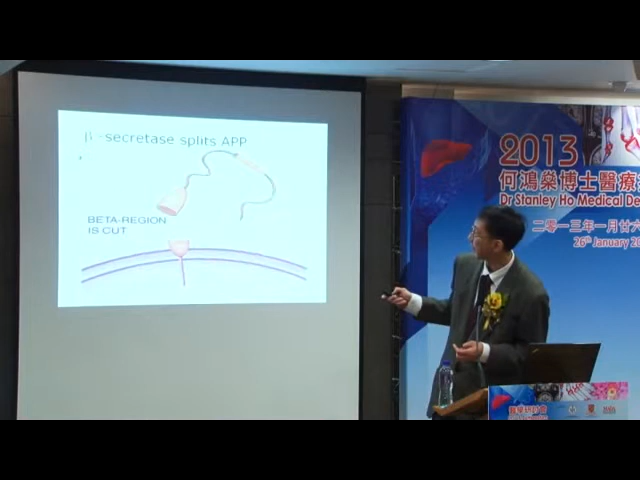 β -secretase splits APP
BETA-REGION
IS CUT
2013
何鴻燊博士醫療
Dr Stanley Ho Medical De
二零一三年一月廿六
26th January 20